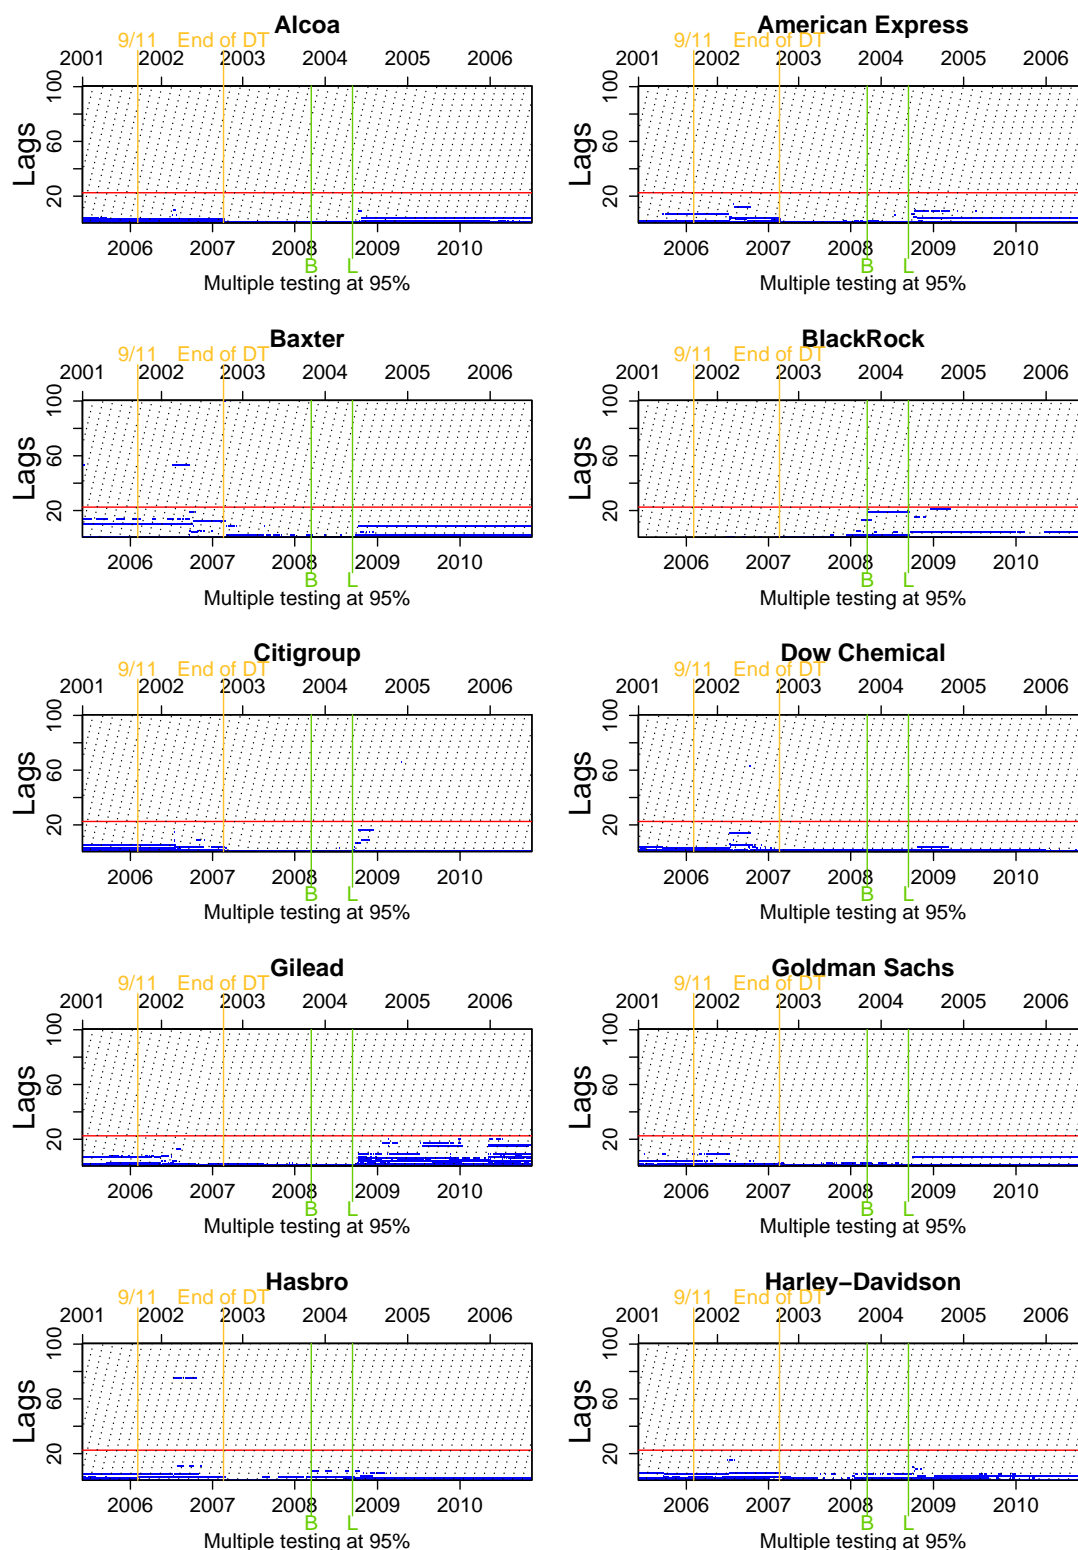 Alcoa
9/11 End of DT
2001 2002 2003 2004 2005 2006
Lags
20 60 100
2006 2007 2008 2009 2010
B L
Multiple testing at 95%
American Express
9/11 End of DT
2001 2002 2003 2004 2005 2006
Lags
20 60 100
2006 2007 2008 2009 2010
B L
Multiple testing at 95%
Baxter
9/11 End of DT
2001 2002 2003 2004 2005 2006
Lags
20 60 100
2006 2007 2008 2009 2010
B L
Multiple testing at 95%
BlackRock
9/11 End of DT
2001 2002 2003 2004 2005 2006
Lags
20 60 100
2006 2007 2008 2009 2010
B L
Multiple testing at 95%
Citigroup
9/11 End of DT
2001 2002 2003 2004 2005 2006
Lags
20 60 100
2006 2007 2008 2009 2010
B L
Multiple testing at 95%
Dow Chemical
9/11 End of DT
2001 2002 2003 2004 2005 2006
Lags
20 60 100
2006 2007 2008 2009 2010
B L
Multiple testing at 95%
Gilead
9/11 End of DT
2001 2002 2003 2004 2005 2006
Lags
20 60 100
2006 2007 2008 2009 2010
B L
Multiple testing at 95%
Goldman Sachs
9/11 End of DT
2001 2002 2003 2004 2005 2006
Lags
20 60 100
2006 2007 2008 2009 2010
B L
Multiple testing at 95%
Hasbro
9/11 End of DT
2001 2002 2003 2004 2005 2006
Lags
20 60 100
2006 2007 2008 2009 2010
B L
Multiple testing at 95%
Harley−Davidson
9/11 End of DT
2001 2002 2003 2004 2005 2006
Lags
20 60 100
2006 2007 2008 2009 2010
B L
Multiple testing at 95%